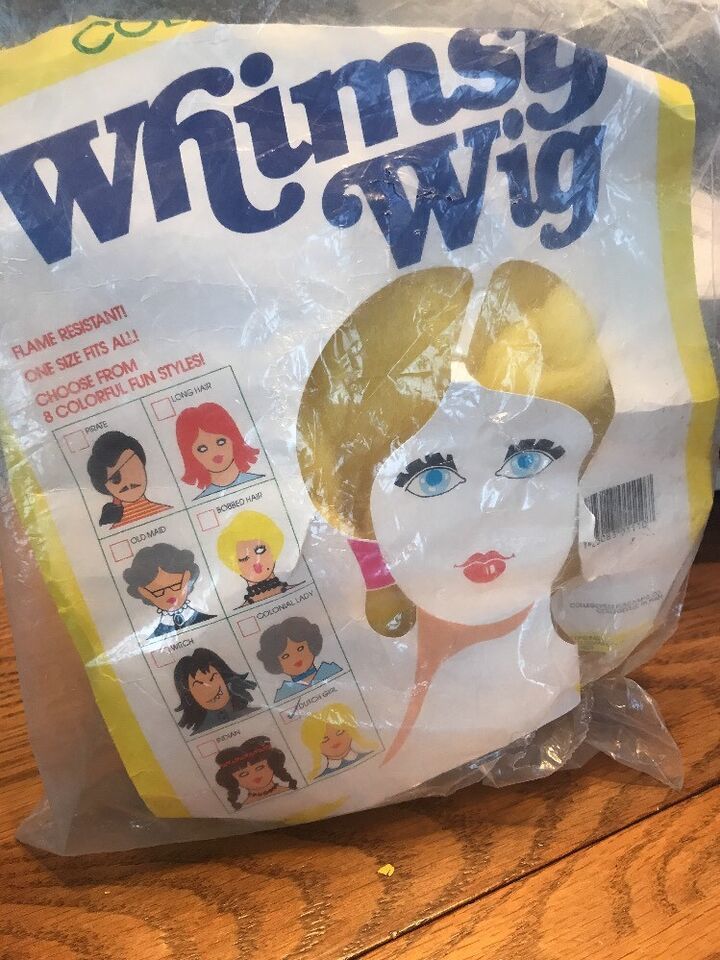 Whimsy
Wig
FLAME RESISTANT!
ONE SIZE FITS ALL!
CHOOSE FROM
8 COLORFUL FUN STYLES!
PIRATE
LONG HAIR
OLD MAID
BOBBED HAIR
WITCH
COLONIAL LADY
INDIAN
DUTCH GIRL